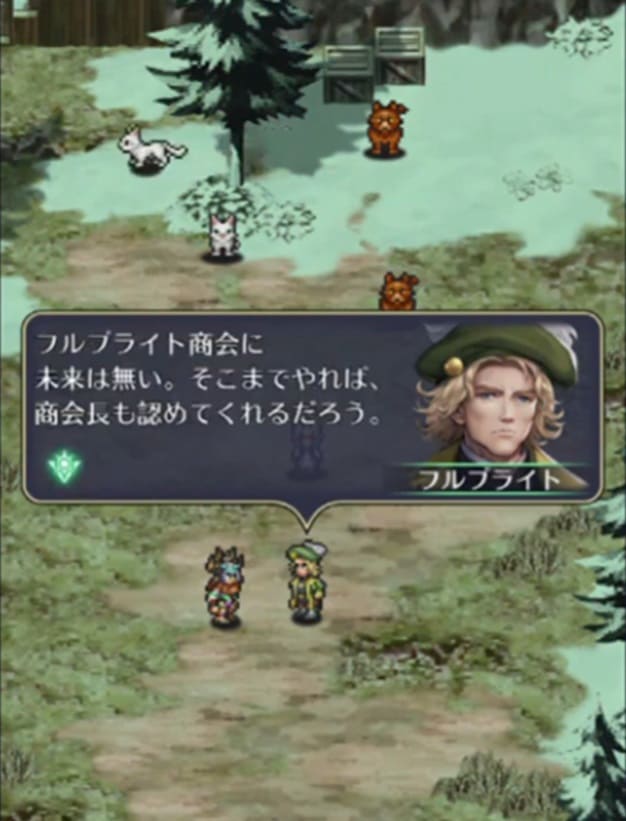 フルブライト商会に
未来は無い。そこまでやれば、
商会長も認めてくれるだろう。
フルブライト